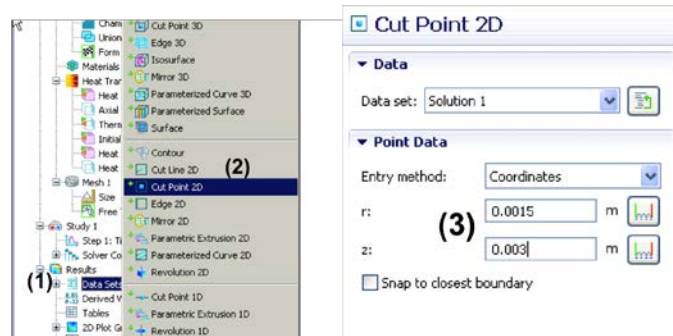 Cham
Union
Form
Materials
Heat Tran
Heat
Axial
Therm
Initial
Heat
Heat
Mesh 1
Size
Free
Study 1
Step 1: Ti
Solver Co
Results
(1)
Data Sets
Derived V
Tables
2D Plot G
Cut Point 3D
Edge 3D
Isosurface
Mirror 3D
Parameterized Curve 3D
Parameterized Surface
Surface
Contour
Cut Line 2D
(2)
Cut Point 2D
Edge 2D
Mirror 2D
Parametric Extrusion 2D
Parameterized Curve 2D
Revolution 2D
Cut Point 1D
Parametric Extrusion 1D
Revolution 1D
Cut Point 2D
Data
Data set: Solution 1
Point Data
Entry method: Coordinates
r: 0.0015 m
(3)
z: 0.003 m
Snap to closest boundary